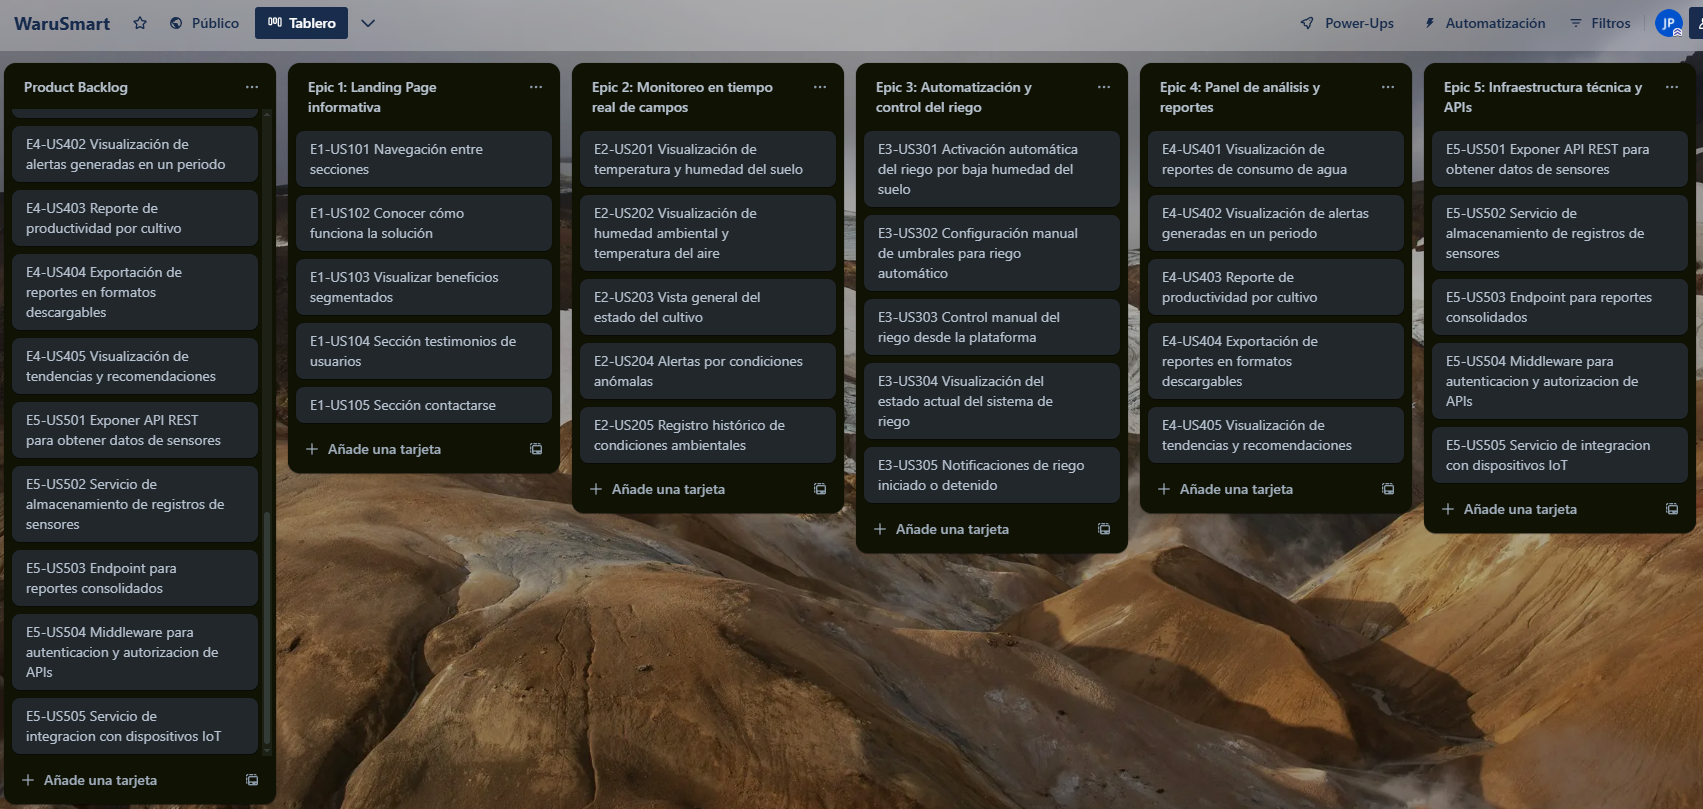 WaruSmart
Público
Tablero
Power-Ups
Automatización
Filtros
JP
Product Backlog
E4-US402 Visualización de
alertas generadas en un periodo
E4-US403 Reporte de
productividad por cultivo
E4-US404 Exportación de
reportes en formatos
descargables
E4-US405 Visualización de
tendencias y recomendaciones
E5-US501 Exponer API REST
para obtener datos de sensores
E5-US502 Servicio de
almacenamiento de registros de
sensores
E5-US503 Endpoint para
reportes consolidados
E5-US504 Middleware para
autenticacion y autorizacion de
APIs
E5-US505 Servicio de
integracion con dispositivos IoT
Añade una tarjeta
Epic 1: Landing Page
informativa
E1-US101 Navegación entre
secciones
E1-US102 Conocer cómo
funciona la solución
E1-US103 Visualizar beneficios
segmentados
E1-US104 Sección testimonios de
usuarios
E1-US105 Sección contactarse
Añade una tarjeta
Epic 2: Monitoreo en tiempo
real de campos
E2-US201 Visualización de
temperatura y humedad del suelo
E2-US202 Visualización de
humedad ambiental y
temperatura del aire
E2-US203 Vista general del
estado del cultivo
E2-US204 Alertas por condiciones
anómalas
E2-US205 Registro histórico de
condiciones ambientales
Añade una tarjeta
Epic 3: Automatización y
control del riego
E3-US301 Activación automática
del riego por baja humedad del
suelo
E3-US302 Configuración manual
de umbrales para riego
automático
E3-US303 Control manual del
riego desde la plataforma
E3-US304 Visualización del
estado actual del sistema de
riego
E3-US305 Notificaciones de riego
iniciado o detenido
Añade una tarjeta
Epic 4: Panel de análisis y
reportes
E4-US401 Visualización de
reportes de consumo de agua
E4-US402 Visualización de alertas
generadas en un periodo
E4-US403 Reporte de
productividad por cultivo
E4-US404 Exportación de
reportes en formatos
descargables
E4-US405 Visualización de
tendencias y recomendaciones
Añade una tarjeta
Epic 5: Infraestructura técnica y
APIs
E5-US501 Exponer API REST para
obtener datos de sensores
E5-US502 Servicio de
almacenamiento de registros de
sensores
E5-US503 Endpoint para reportes
consolidados
E5-US504 Middleware para
autenticacion y autorizacion de
APIs
E5-US505 Servicio de integracion
con dispositivos IoT
Añade una tarjeta